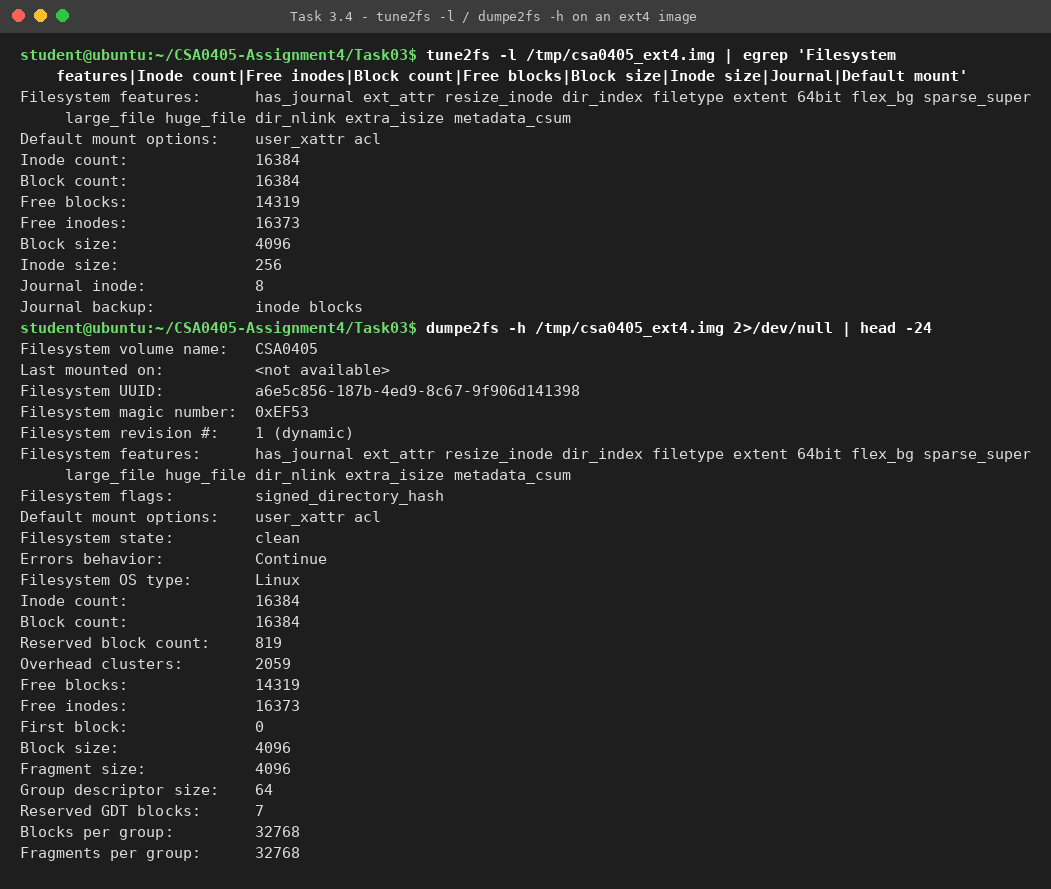 Task 3.4 - tune2fs -l / dumpe2fs -h on an ext4 image
student@ubuntu:~/CSA0405-Assignment4/Task03$ tune2fs -l /tmp/csa0405_ext4.img | egrep 'Filesystem
    features|Inode count|Free inodes|Block count|Free blocks|Block size|Inode size|Journal|Default mount'
Filesystem features:      has_journal ext_attr resize_inode dir_index filetype extent 64bit flex_bg sparse_super
     large_file huge_file dir_nlink extra_isize metadata_csum
Default mount options:    user_xattr acl
Inode count:              16384
Block count:              16384
Free blocks:              14319
Free inodes:              16373
Block size:               4096
Inode size:               256
Journal inode:            8
Journal backup:           inode blocks
student@ubuntu:~/CSA0405-Assignment4/Task03$ dumpe2fs -h /tmp/csa0405_ext4.img 2>/dev/null | head -24
Filesystem volume name:   CSA0405
Last mounted on:          <not available>
Filesystem UUID:          a6e5c856-187b-4ed9-8c67-9f906d141398
Filesystem magic number:  0xEF53
Filesystem revision #:    1 (dynamic)
Filesystem features:      has_journal ext_attr resize_inode dir_index filetype extent 64bit flex_bg sparse_super
     large_file huge_file dir_nlink extra_isize metadata_csum
Filesystem flags:         signed_directory_hash
Default mount options:    user_xattr acl
Filesystem state:         clean
Errors behavior:          Continue
Filesystem OS type:       Linux
Inode count:              16384
Block count:              16384
Reserved block count:     819
Overhead clusters:        2059
Free blocks:              14319
Free inodes:              16373
First block:              0
Block size:               4096
Fragment size:            4096
Group descriptor size:    64
Reserved GDT blocks:      7
Blocks per group:         32768
Fragments per group:      32768